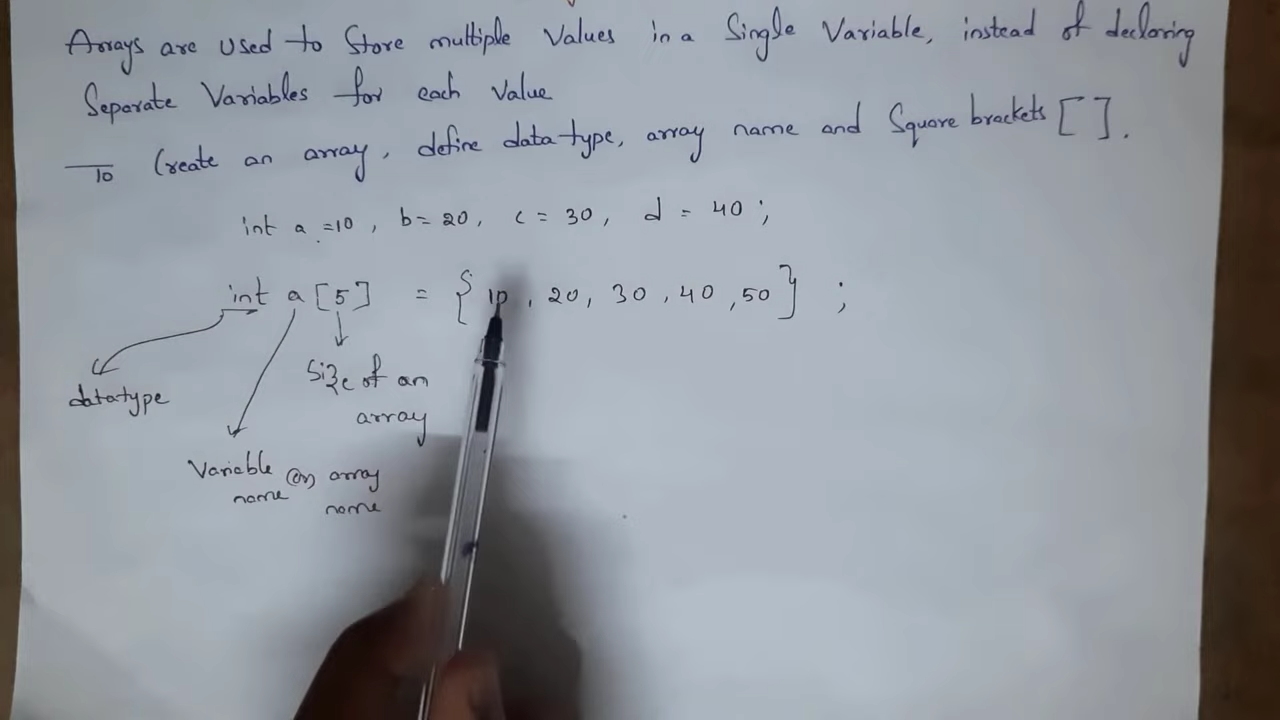 Arrays are used to Store multiple Values in a Single Variable, instead of declaring
Separate Variables for each Value
To Create an array, define data-type, array name and Square brackets [ ].
int a =10, b= 20, c = 30, d = 40 ;
int a [5] = { 10, 20, 30, 40, 50 } ;
datatype
Size of an
array
Variable (or) array
name name